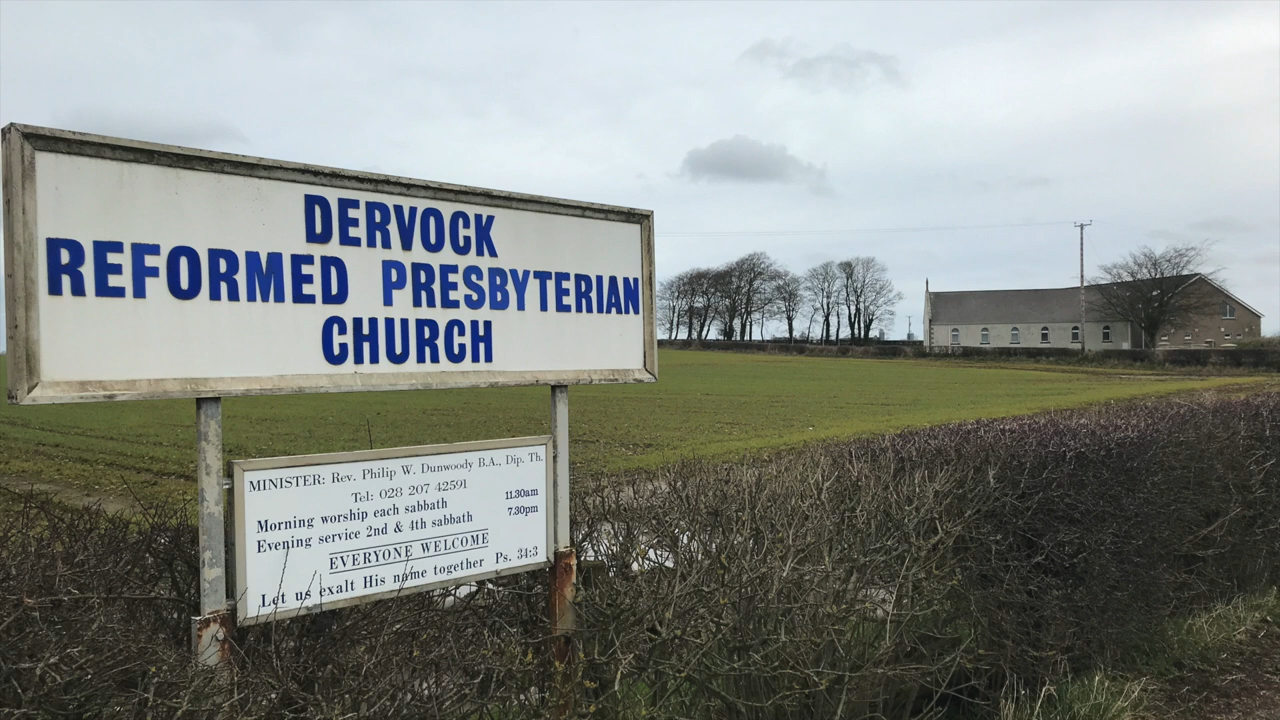 DERVOCK
REFORMED PRESBYTERIAN
CHURCH
MINISTER: Rev. Philip W. Dunwoody B.A., Dip. Th.
Tel: 028 207 42591
Morning worship each sabbath 11.30am
Evening service 2nd & 4th sabbath 7.30pm
EVERYONE WELCOME
Let us exalt His name together Ps. 34:3